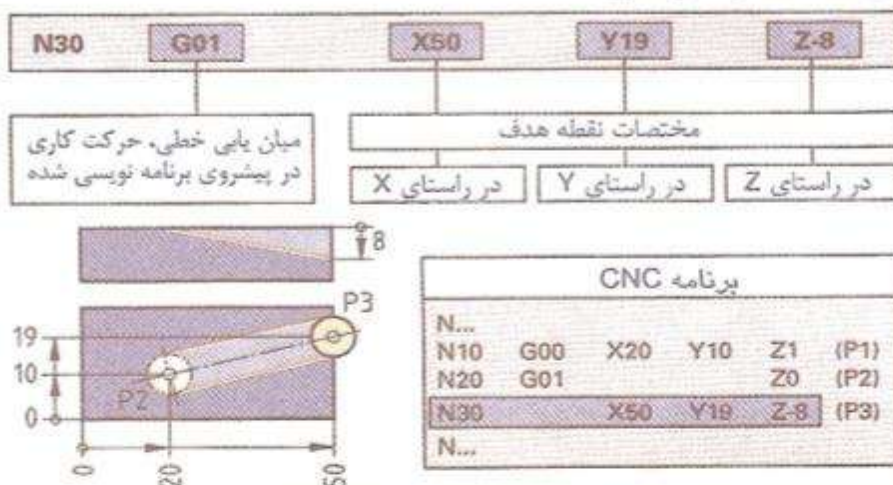 N30 G01 X50 Y19 Z-8
میان یابی خطی، حرکت کاری
در پیشروی برنامه نویسی شده
مختصات نقطه هدف
در راستای X
در راستای Y
در راستای Z
8
P3
19
10
P2
0
0 20 50
برنامه CNC
N...
N10 G00 X20 Y10 Z1 (P1)
N20 G01 Z0 (P2)
N30 X50 Y19 Z-8 (P3)
N...